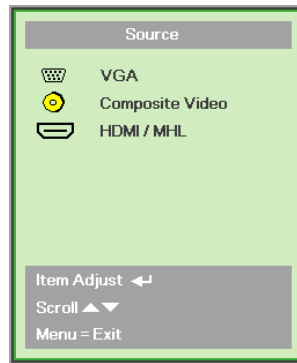 Source
VGA
Composite Video
HDMI / MHL
Item Adjust
Scroll
Menu = Exit